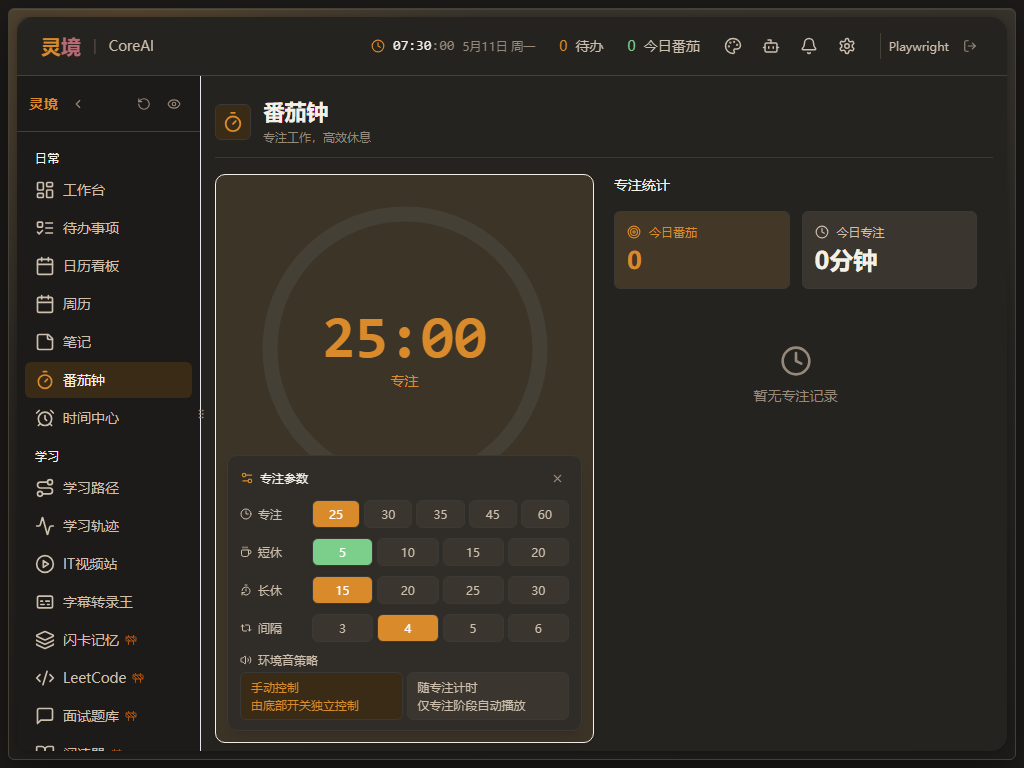 灵境 | CoreAI
07:30:00 5月11日 周一 0 待办 0 今日番茄 Playwright
灵境
日常
工作台
待办事项
日历看板
周历
笔记
番茄钟
时间中心
学习
学习路径
学习轨迹
IT视频站
字幕转录王
闪卡记忆
LeetCode
面试题库
番茄钟
专注工作，高效休息
25:00
专注
专注参数
专注 25 30 35 45 60
短休 5 10 15 20
长休 15 20 25 30
间隔 3 4 5 6
环境音策略
手动控制
由底部开关独立控制
随专注计时
仅专注阶段自动播放
专注统计
今日番茄
0
今日专注
0分钟
暂无专注记录